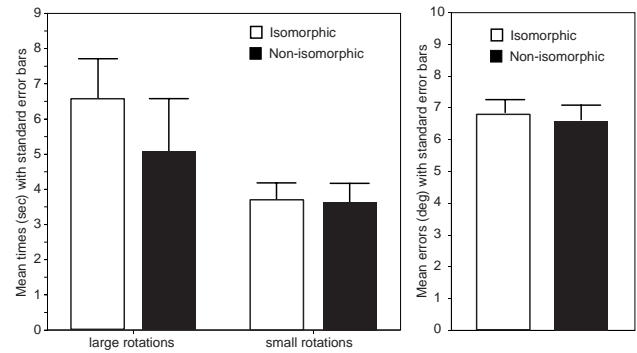 Mean times (sec) with standard error bars
9
8
7
6
5
4
3
2
1
0
Isomorphic
Non-isomorphic
large rotations
small rotations
Mean errors (deg) with standard error bars
10
9
8
7
6
5
4
3
2
1
0
Isomorphic
Non-isomorphic